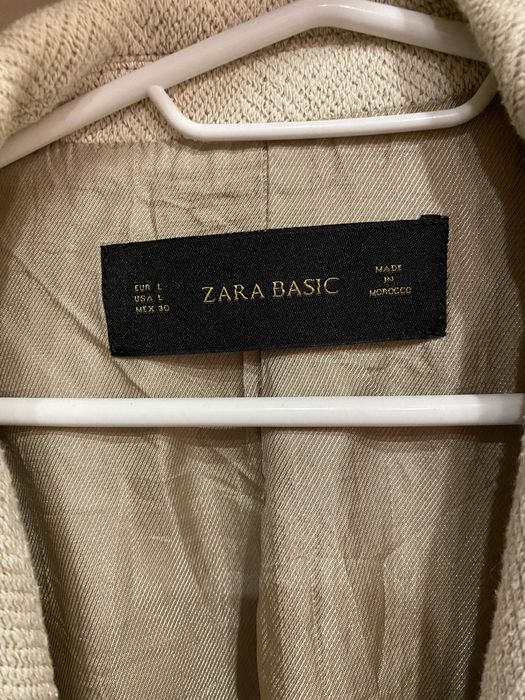 EUR L
USA L
MEX 30
ZARA BASIC
MADE
IN
MOROCCO